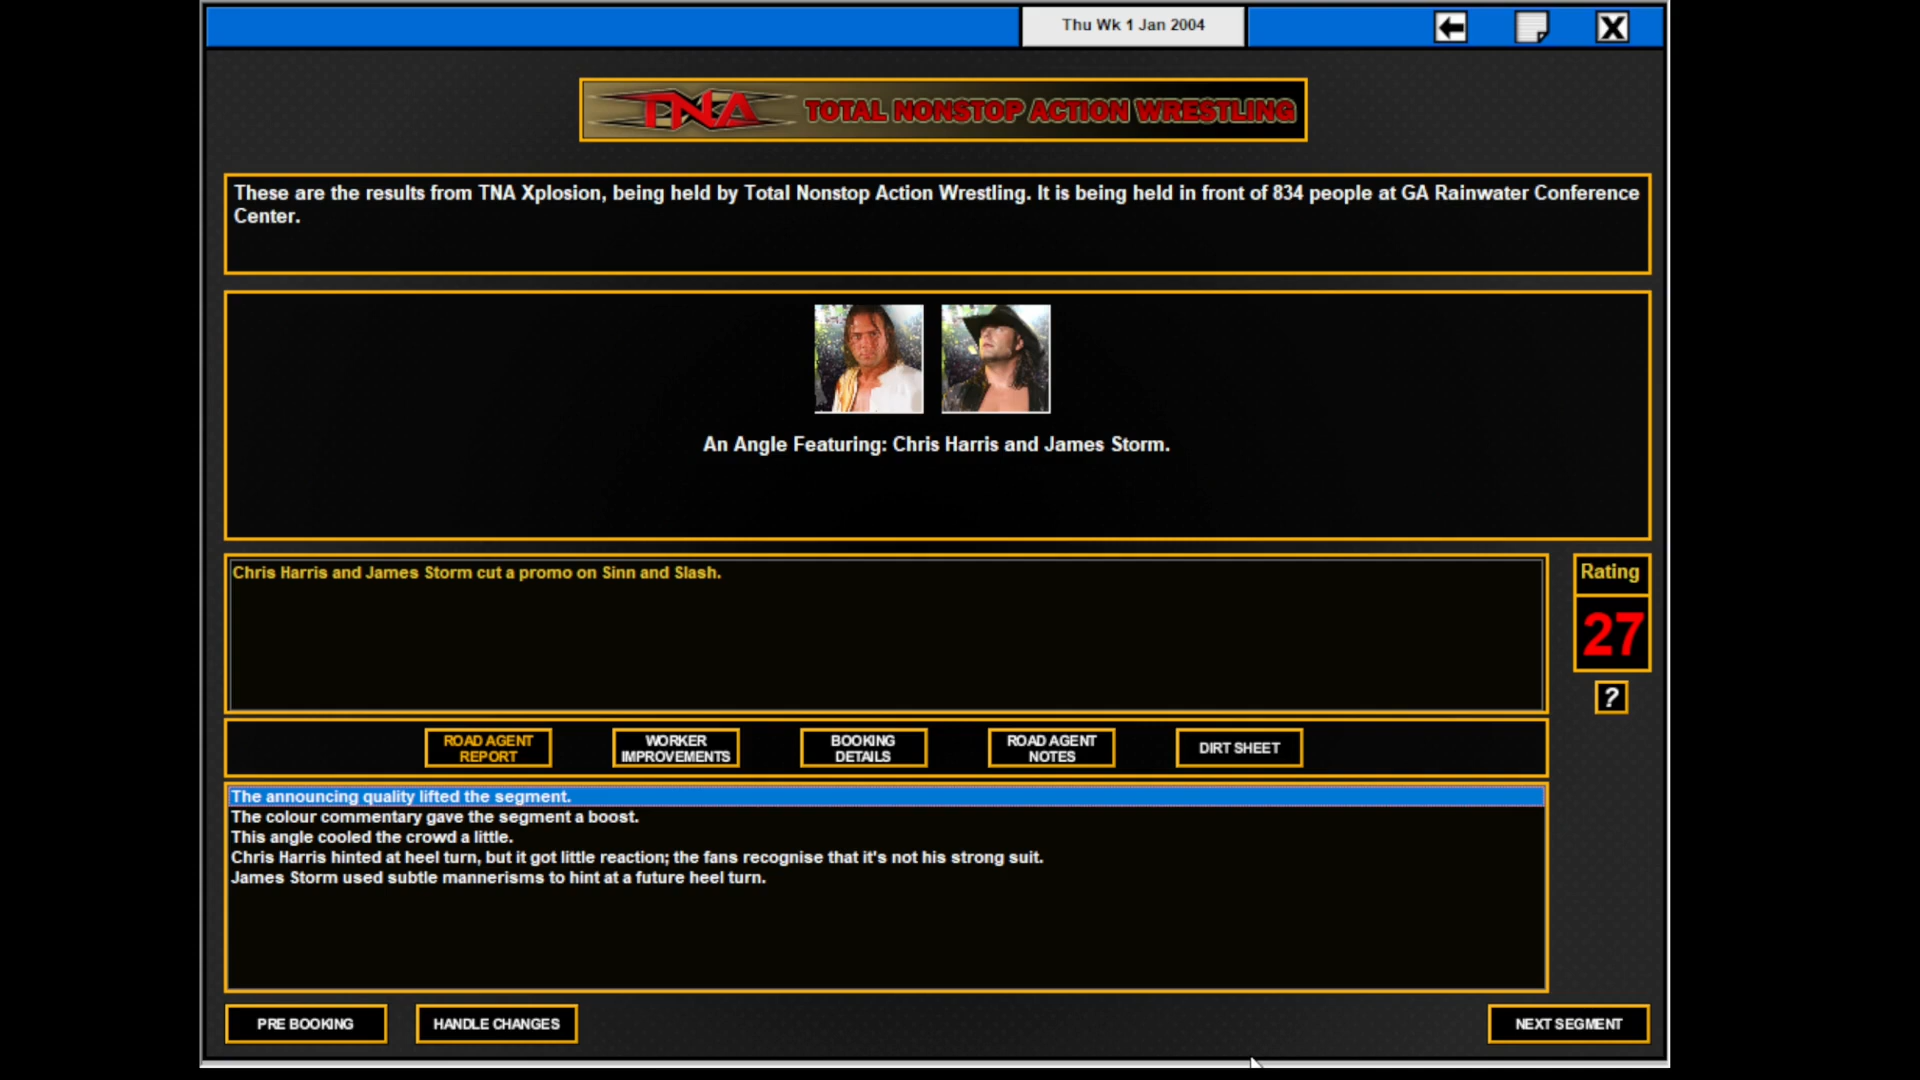 Thu Wk 1 Jan 2004
TNA TOTAL NONSTOP ACTION WRESTLING
These are the results from TNA Xplosion, being held by Total Nonstop Action Wrestling. It is being held in front of 834 people at GA Rainwater Conference
Center.
An Angle Featuring: Chris Harris and James Storm.
Chris Harris and James Storm cut a promo on Sinn and Slash.
Rating
27
?
ROAD AGENT
REPORT
WORKER
IMPROVEMENTS
BOOKING
DETAILS
ROAD AGENT
NOTES
DIRT SHEET
The announcing quality lifted the segment.
The colour commentary gave the segment a boost.
This angle cooled the crowd a little.
Chris Harris hinted at heel turn, but it got little reaction; the fans recognise that it's not his strong suit.
James Storm used subtle mannerisms to hint at a future heel turn.
PRE BOOKING
HANDLE CHANGES
NEXT SEGMENT